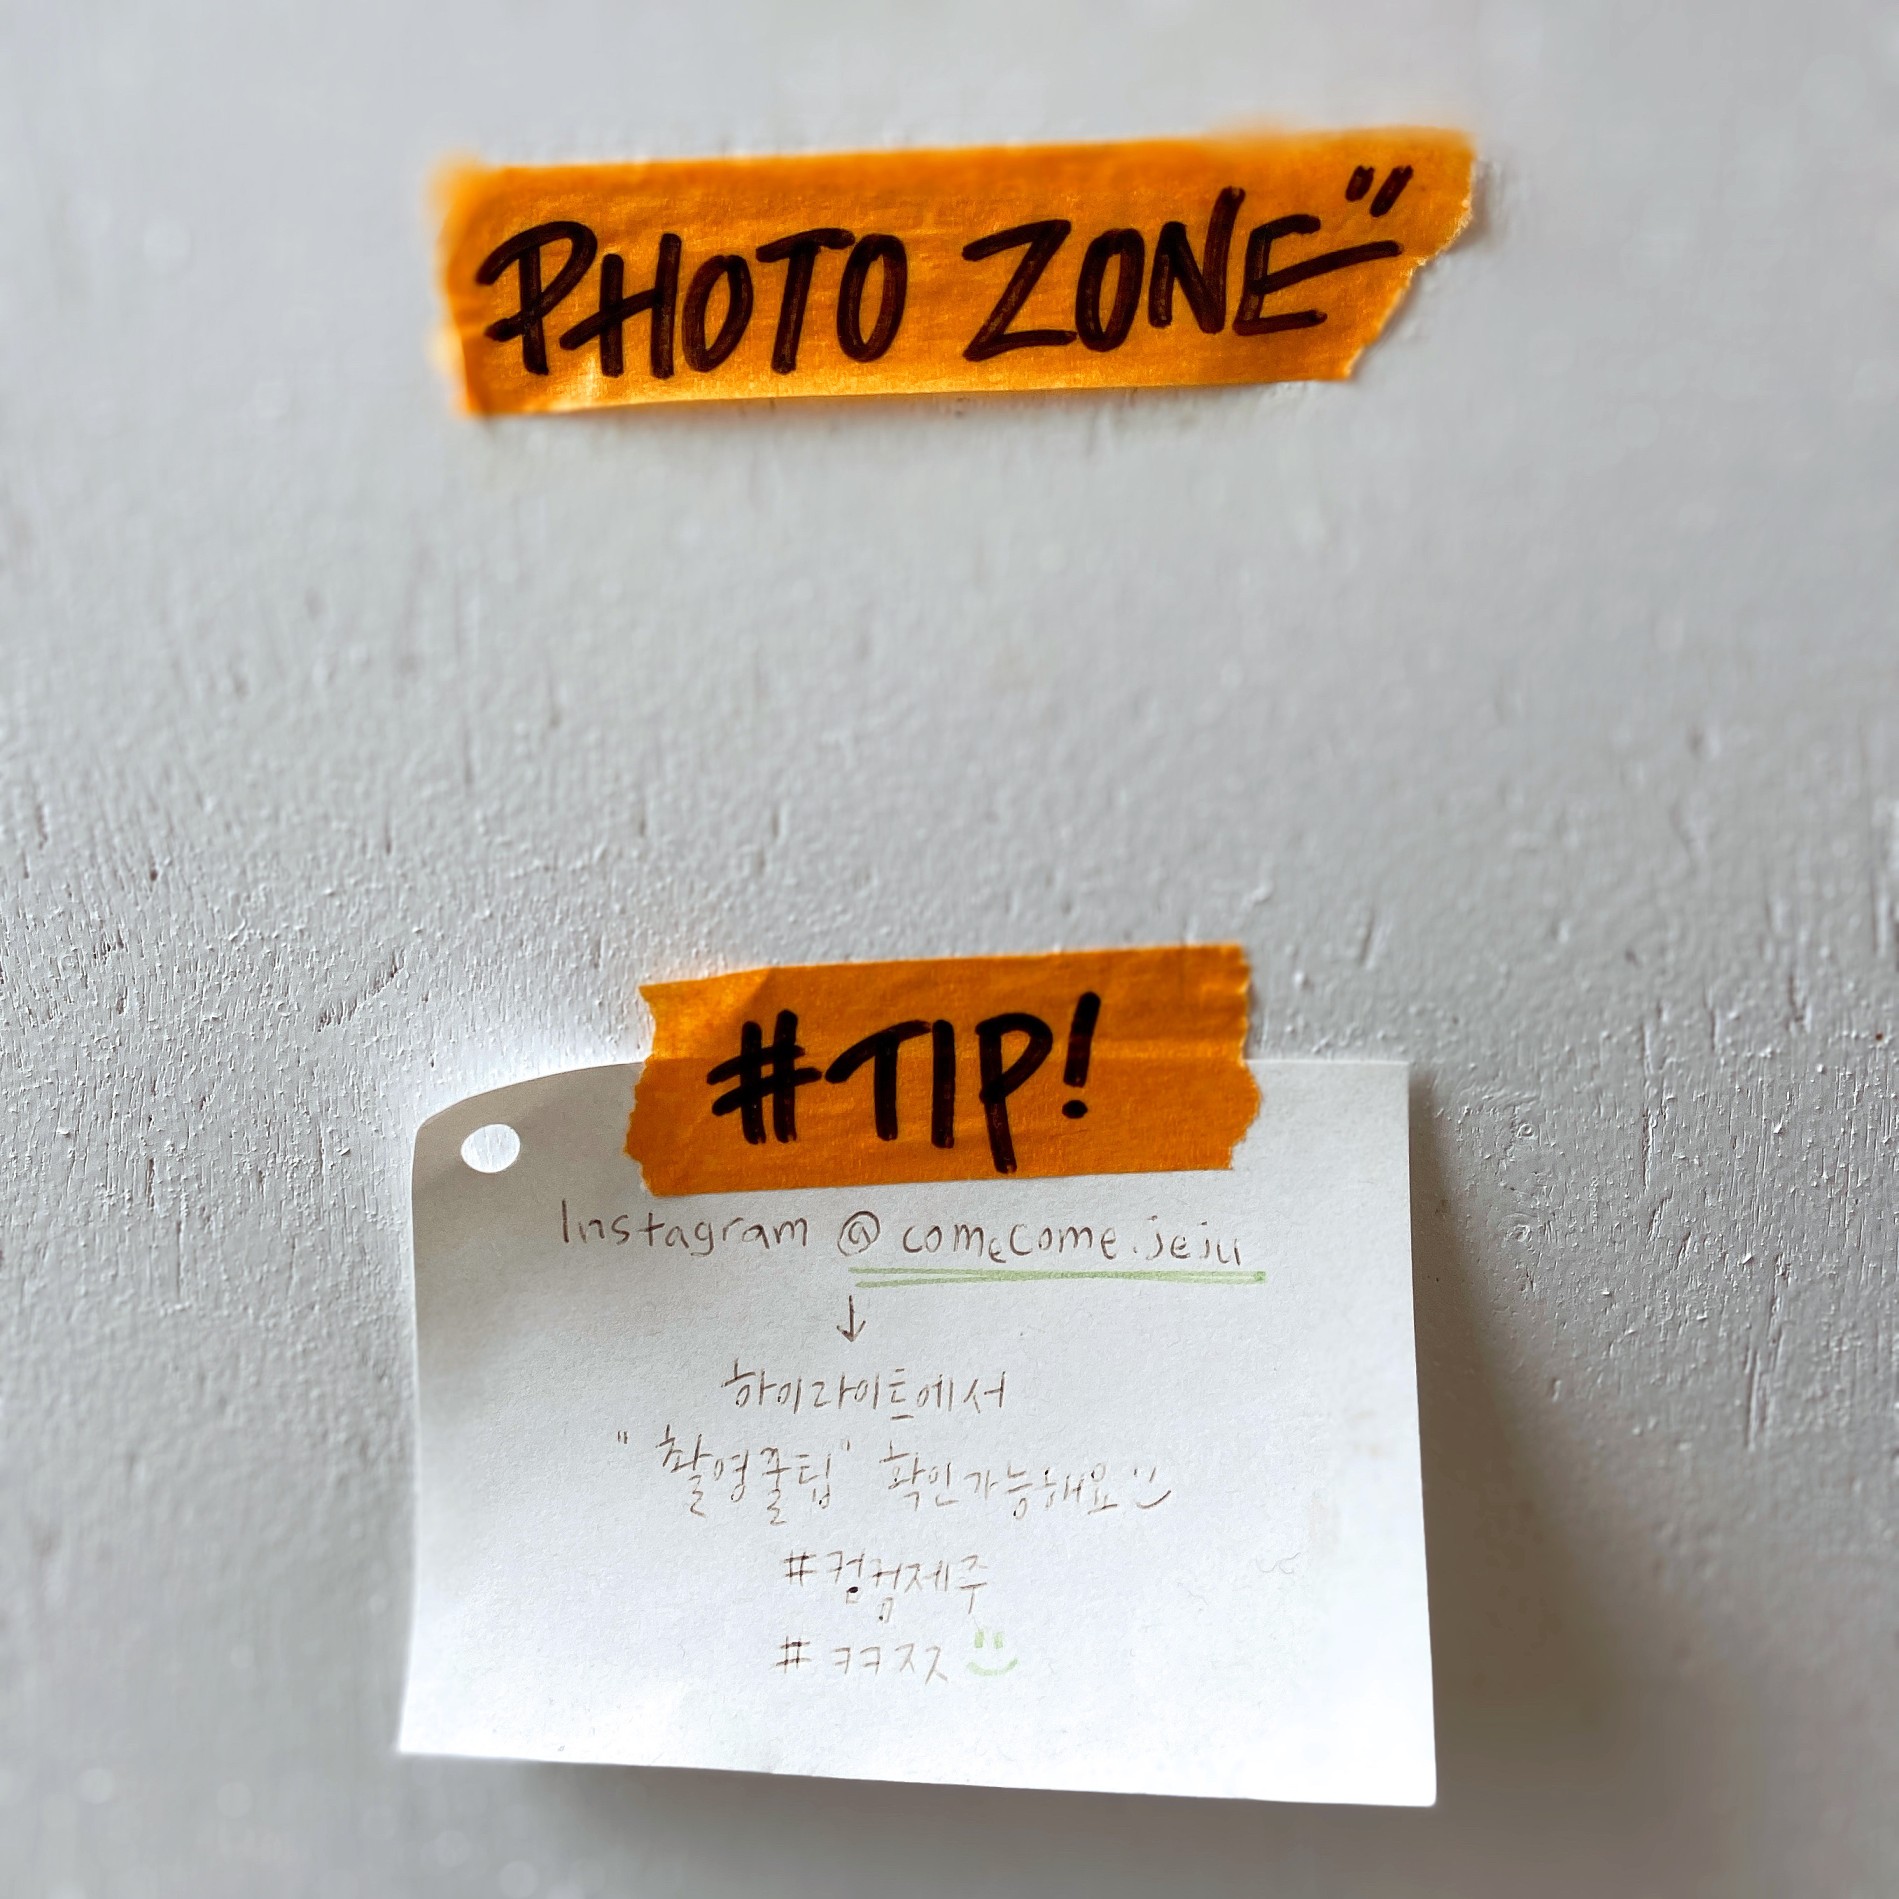 PHOTO ZONE
#TIP!
Instagram @comecome.jeju
↓
하이라이트에서
"촬영꿀팁" 확인가능해요
#컴컴제주
#ㅋㅋㅈㅈ